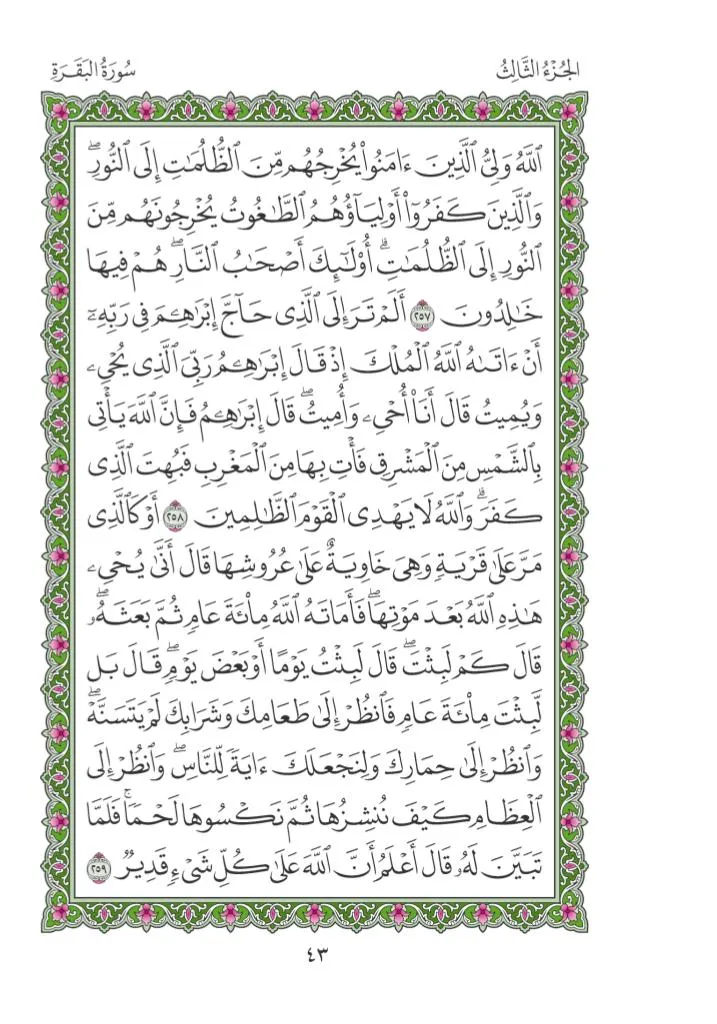 الجُزْءُ الثَّالِثُ
سُورَةُ البَقَرَةِ
ٱللَّهُ وَلِيُّ ٱلَّذِينَ ءَامَنُوا۟ يُخْرِجُهُم مِّنَ ٱلظُّلُمَٰتِ إِلَى ٱلنُّورِۖ
وَٱلَّذِينَ كَفَرُوٓا۟ أَوْلِيَآؤُهُمُ ٱلطَّٰغُوتُ يُخْرِجُونَهُم مِّنَ
ٱلنُّورِ إِلَى ٱلظُّلُمَٰتِۗ أُو۟لَٰٓئِكَ أَصْحَٰبُ ٱلنَّارِۖ هُمْ فِيهَا
خَٰلِدُونَ ٢٥٧ أَلَمْ تَرَ إِلَى ٱلَّذِى حَآجَّ إِبْرَٰهِـۧمَ فِى رَبِّهِۦٓ
أَنْ ءَاتَىٰهُ ٱللَّهُ ٱلْمُلْكَ إِذْ قَالَ إِبْرَٰهِـۧمُ رَبِّىَ ٱلَّذِى يُحْىِۦ
وَيُمِيتُ قَالَ أَنَا۠ أُحْىِۦ وَأُمِيتُۖ قَالَ إِبْرَٰهِـۧمُ فَإِنَّ ٱللَّهَ يَأْتِى
بِٱلشَّمْسِ مِنَ ٱلْمَشْرِقِ فَأْتِ بِهَا مِنَ ٱلْمَغْرِبِ فَبُهِتَ ٱلَّذِى
كَفَرَۗ وَٱللَّهُ لَا يَهْدِى ٱلْقَوْمَ ٱلظَّٰلِمِينَ ٢٥٨ أَوْ كَٱلَّذِى
مَرَّ عَلَىٰ قَرْيَةٍ وَهِىَ خَاوِيَةٌ عَلَىٰ عُرُوشِهَا قَالَ أَنَّىٰ يُحْىِۦ
هَٰذِهِ ٱللَّهُ بَعْدَ مَوْتِهَاۖ فَأَمَاتَهُ ٱللَّهُ مِا۟ئَةَ عَامٍ ثُمَّ بَعَثَهُۥۖ
قَالَ كَمْ لَبِثْتَۖ قَالَ لَبِثْتُ يَوْمًا أَوْ بَعْضَ يَوْمٍۖ قَالَ بَل
لَّبِثْتَ مِا۟ئَةَ عَامٍ فَٱنظُرْ إِلَىٰ طَعَامِكَ وَشَرَابِكَ لَمْ يَتَسَنَّهْۖ
وَٱنظُرْ إِلَىٰ حِمَارِكَ وَلِنَجْعَلَكَ ءَايَةً لِّلنَّاسِۖ وَٱنظُرْ إِلَى
ٱلْعِظَامِ كَيْفَ نُنشِزُهَا ثُمَّ نَكْسُوهَا لَحْمًاۚ فَلَمَّا
تَبَيَّنَ لَهُۥ قَالَ أَعْلَمُ أَنَّ ٱللَّهَ عَلَىٰ كُلِّ شَىْءٍ قَدِيرٌ ٢٥٩
٤٣